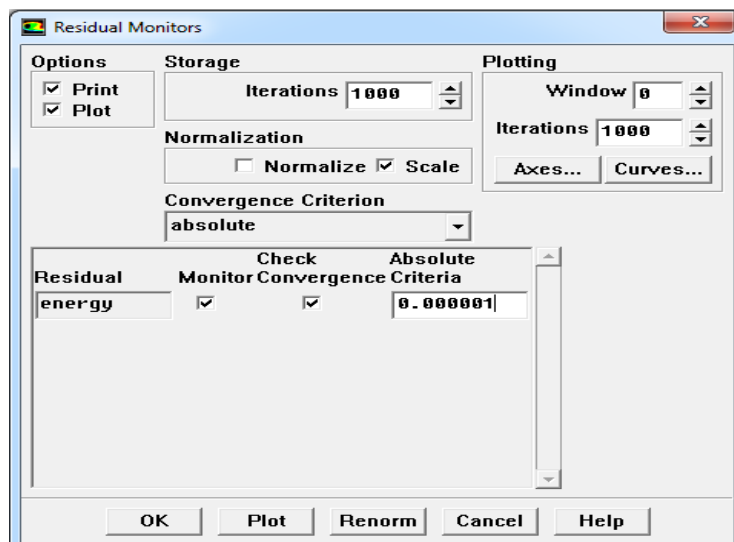 Residual Monitors
Options
Print
Plot
Storage
Iterations 1000
Normalization
Normalize Scale
Convergence Criterion
absolute
Plotting
Window 0
Iterations 1000
Axes... Curves...
Residual Monitor Check Convergence Absolute Criteria
energy 0.000001
OK Plot Renorm Cancel Help